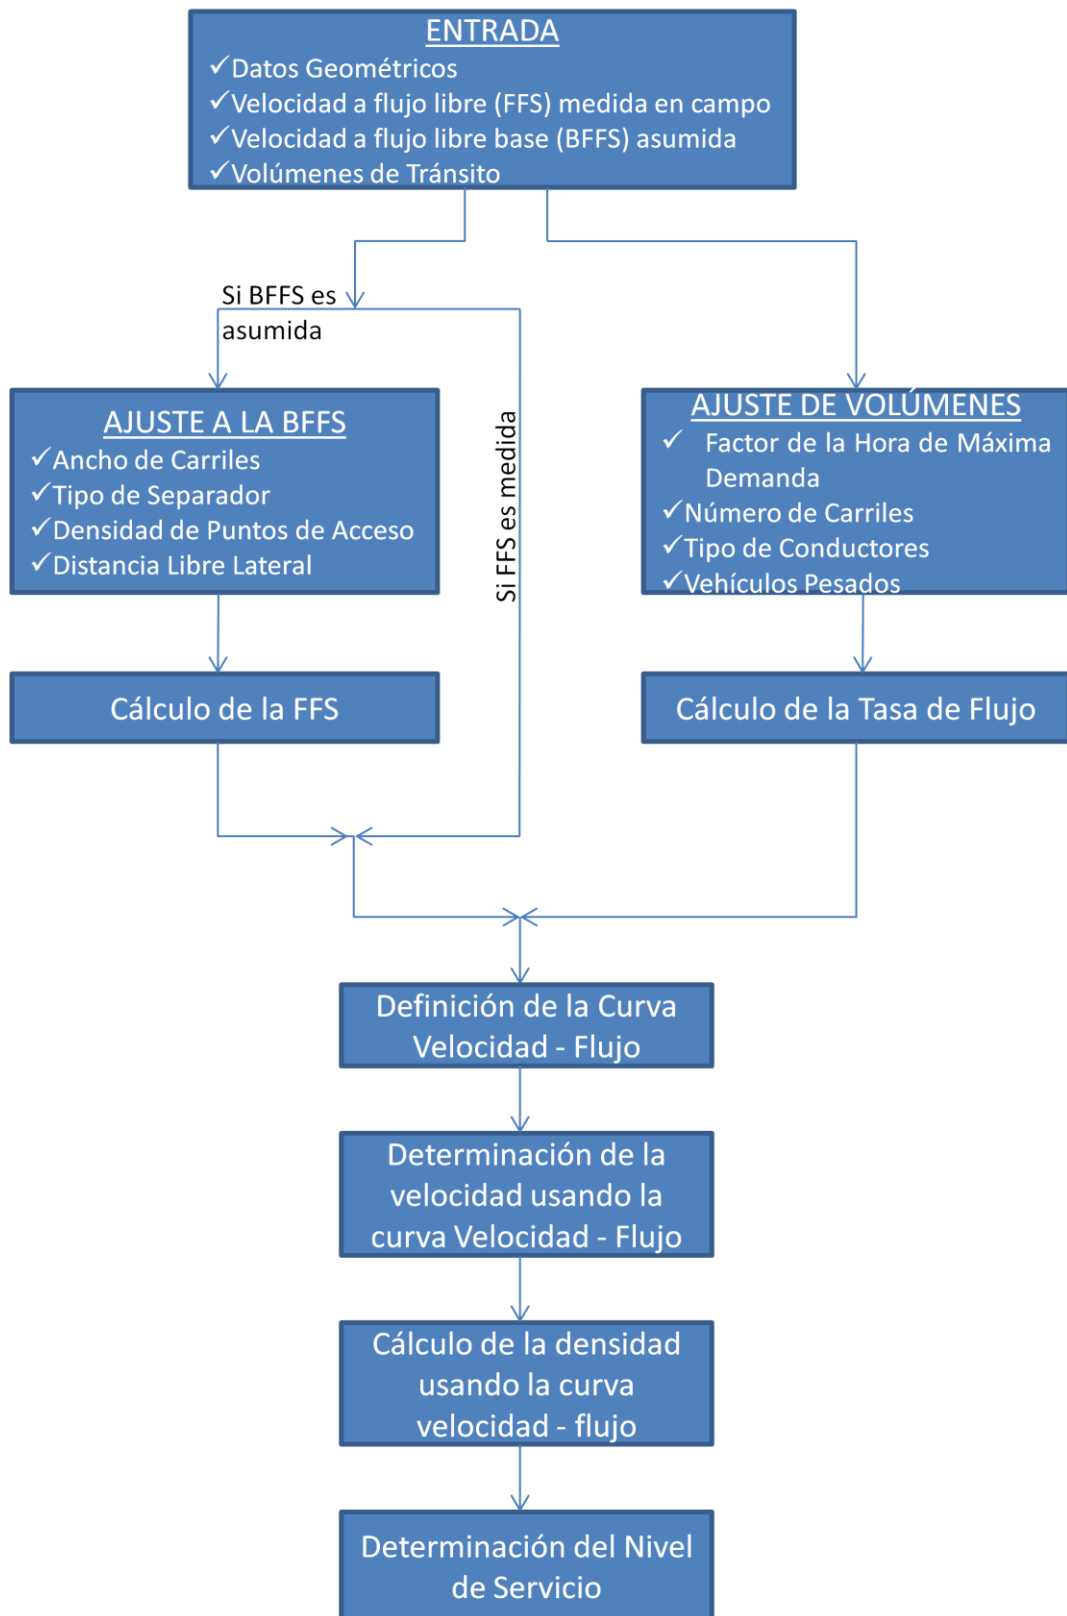 ENTRADA
✓Datos Geométricos
✓Velocidad a flujo libre (FFS) medida en campo
✓Velocidad a flujo libre base (BFFS) asumida
✓Volúmenes de Tránsito
Si BFFS es
asumida
Si FFS es medida
AJUSTE A LA BFFS
✓Ancho de Carriles
✓Tipo de Separador
✓Densidad de Puntos de Acceso
✓Distancia Libre Lateral
AJUSTE DE VOLÚMENES
✓ Factor de la Hora de Máxima
Demanda
✓Número de Carriles
✓Tipo de Conductores
✓Vehículos Pesados
Cálculo de la FFS
Cálculo de la Tasa de Flujo
Definición de la Curva
Velocidad - Flujo
Determinación de la
velocidad usando la
curva Velocidad - Flujo
Cálculo de la densidad
usando la curva
velocidad - flujo
Determinación del Nivel
de Servicio